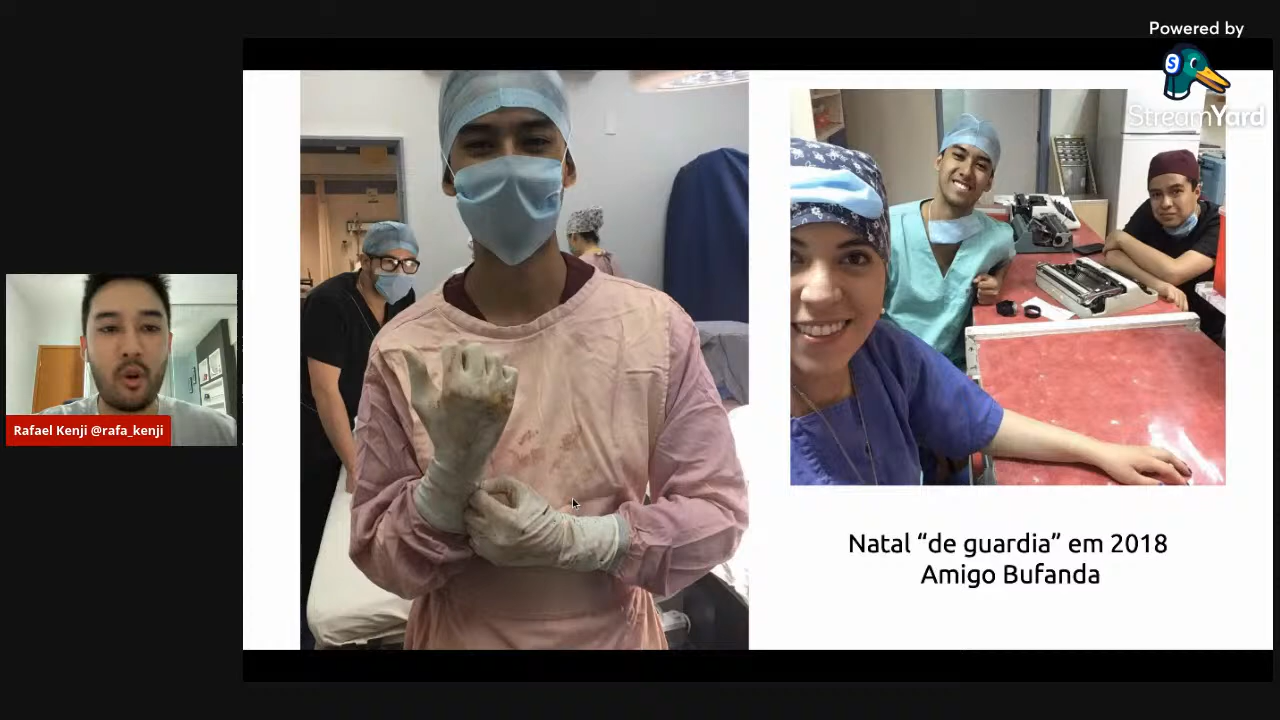 Powered by
S
StreamYard
Rafael Kenji @rafa_kenji
Natal “de guardia” em 2018
Amigo Bufanda